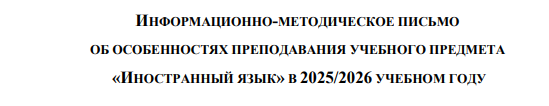 Информационно-методическое письмо
об особенностях преподавания учебного предмета
«Иностранный язык» в 2025/2026 учебном году